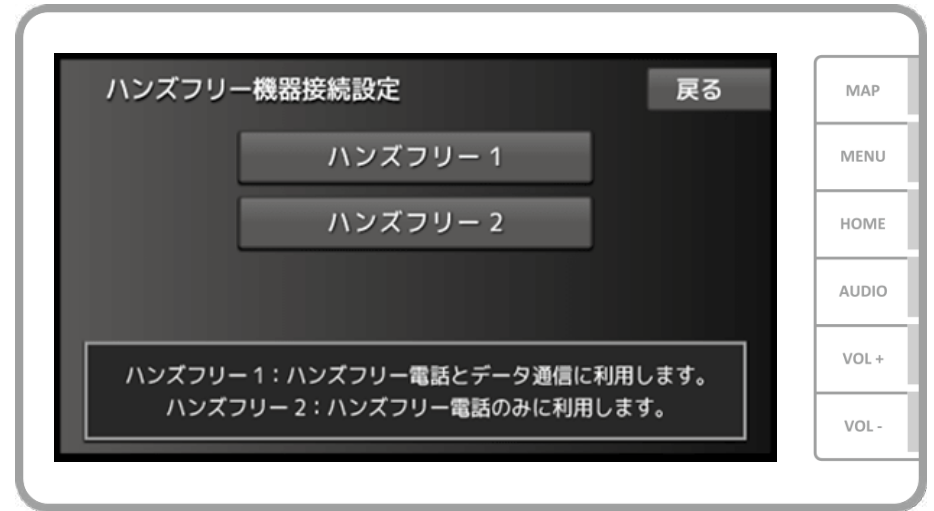 ハンズフリー機器接続設定
戻る
ハンズフリー 1
ハンズフリー 2
ハンズフリー 1：ハンズフリー電話とデータ通信に利用します。
ハンズフリー 2：ハンズフリー電話のみに利用します。
MAP
MENU
HOME
AUDIO
VOL +
VOL -